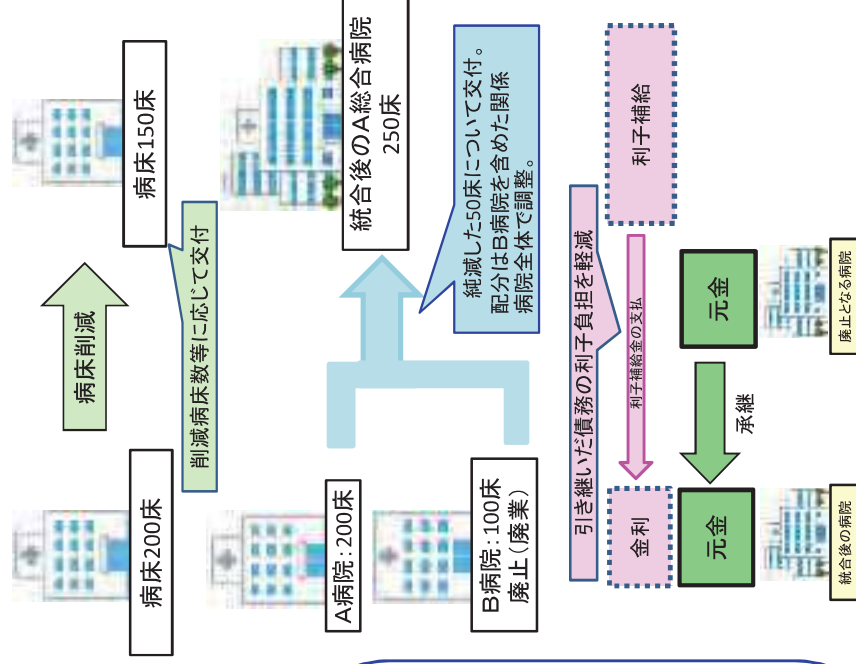 病床200床
病床削減
病床150床
削減病床数等に応じて交付
A病院:200床
B病院:100床
廃止(廃業)
統合後のA総合病院
250床
純減した50床について交付。
配分はB病院を含めた関係
病院全体で調整。
引き継いだ債務の利子負担を軽減
金利
利子補給金の支払
利子補給
元金
承継
元金
統合後の病院
廃止となる病院